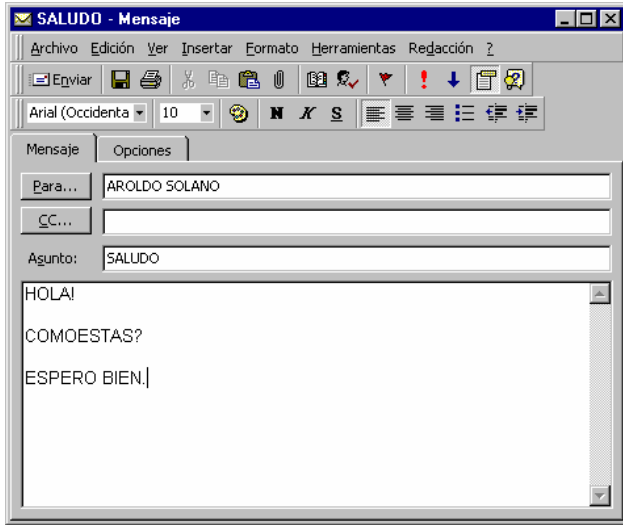 SALUDO - Mensaje
Archivo Edición Ver Insertar Formato Herramientas Redacción ?
Enviar
Arial (Occidenta 10 N K S
Mensaje Opciones
Para... AROLDO SOLANO
CC...
Asunto: SALUDO
HOLA!
COMOESTAS?
ESPERO BIEN.